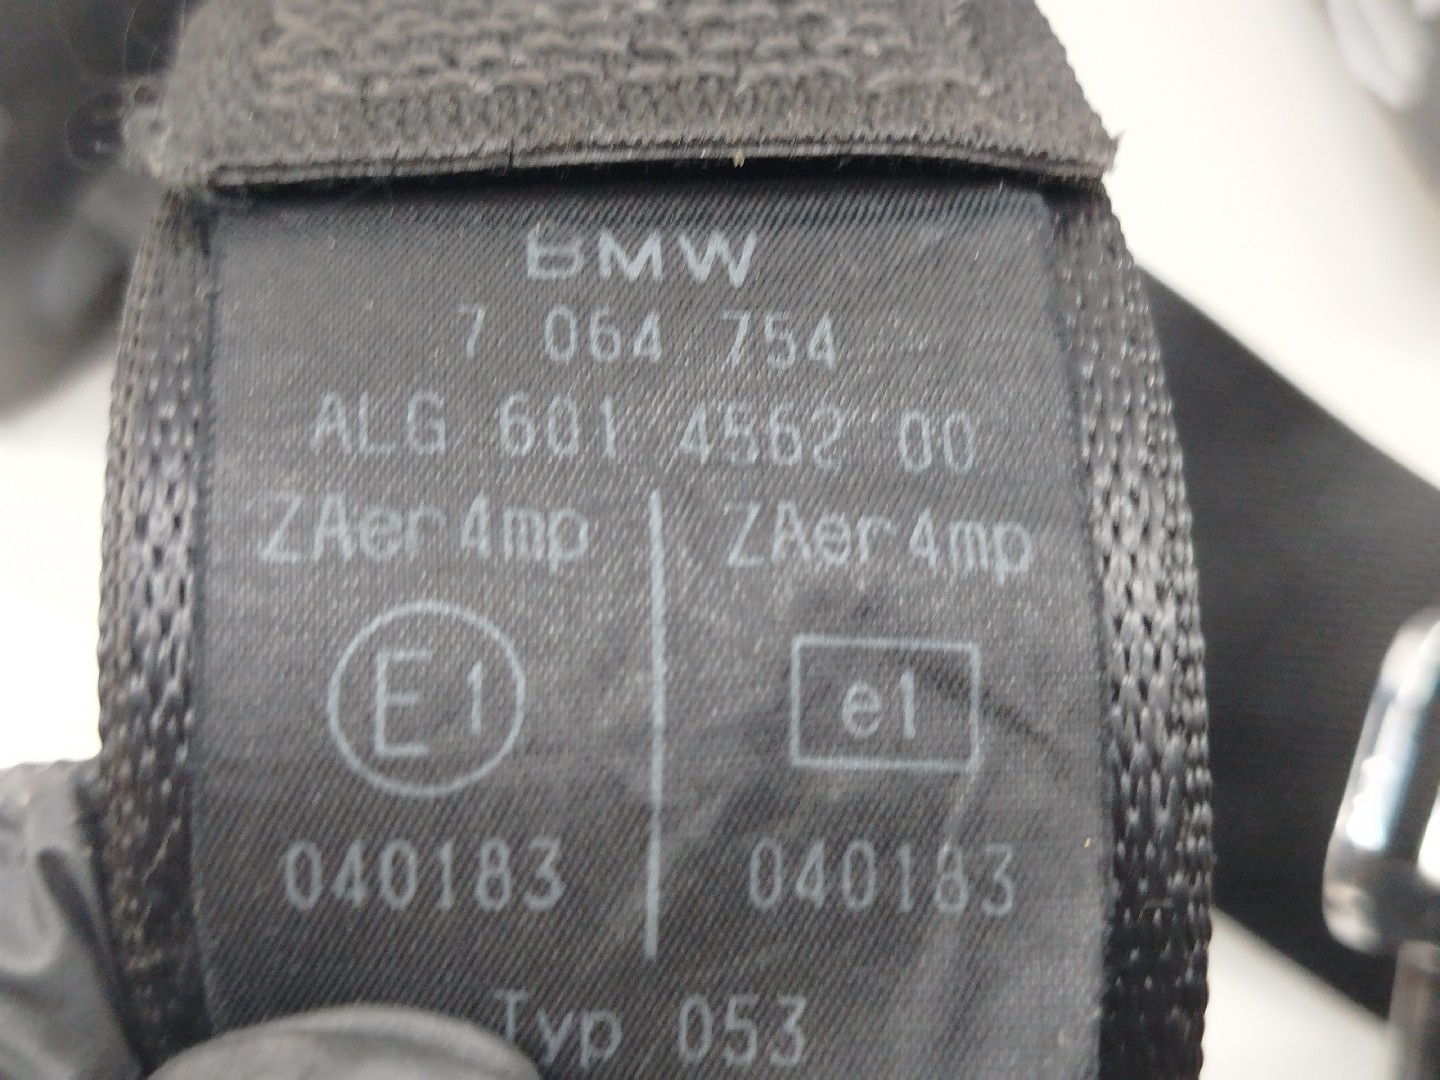 BMW
7 064 754
ALG 601 4562 00
ZAer4mp ZAer4mp
E1 e1
040183 040183
Typ 053